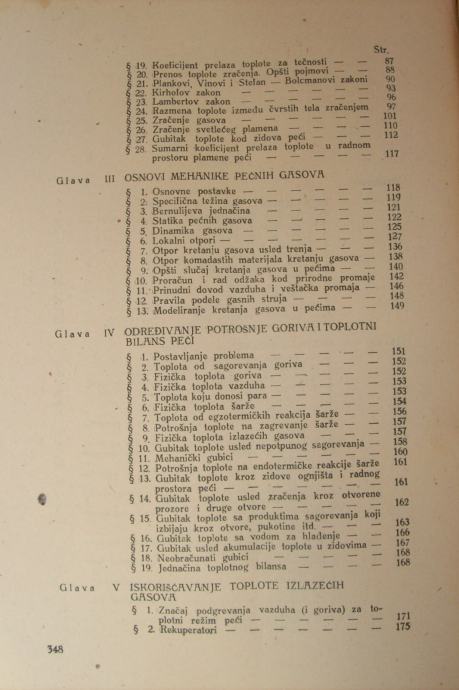 Str.
§ 19. Koeficijent prelaza toplote za tečnosti — — 87
§ 20. Prenos toplote zračenja. Opšti pojmovi — — 88
§ 21. Plankovi, Vinovi i Stefan — Bolcmanovi zakoni 90
§ 22. Kirhofov zakon — — — — — — 93
§ 23. Lambertov zakon — — — — — 96
§ 24. Razmena toplote između čvrstih tela zračenjem 97
§ 25. Zračenje gasova — — — — — — 101
§ 26. Zračenje svetlećeg plamena — — — — 110
§ 27. Gubitak toplote kod zidova peći — — — 112
§ 28. Sumarni koeficijent prelaza toplote u radnom
prostoru plamene peći — — — — — 117
Glava III OSNOVI MEHANIKE PEĆNIH GASOVA
§ 1. Osnovne postavke — — — — — — 118
§ 2. Specilična težina gasova — — — — — 119
§ 3. Bernulijeva jednačina — — — — — 121
§ 4. Statika pećnih gasova — — — — — 122
§ 5. Dinamika gasova — — — — — — 125
§ 6. Lokalni otpori — — — — — — 127
§ 7. Otpor kretanju gasova usled trenja — — — 136
§ 8. Otpor komadastih materijala kretanju gasova — 138
§ 9. Opšti slučaj kretanja gasova u pećima — — 140
§ 10. Proračun i rad odžaka kod prirodne promaje 142
§ 11. Prinudni dovod vazduha i veštačka promaja — 146
§ 12. Pravila podele gasnih struja — — — — 148
§ 13. Modeliranje kretanja gasova u pećima — — 149
Glava IV ODREĐIVANJE POTROŠNJE GORIVA I TOPLOTNI
BILANS PEĆI
§ 1. Postavljanje problema — — — — — 151
§ 2. Toplota od sagorevanja goriva — — — — 152
§ 3. Fizička toplota goriva — — — — — 152
§ 4. Fizička toplota vazduha — — — — — 153
§ 5. Toplota koju donosi para — — — — — 153
§ 6. Fizička toplota šarže — — — — — 154
§ 7. Toplota od egzotermičkih reakcija šarže — — 156
§ 8. Potrošnja toplote na zagrevanje šarže — — 157
§ 9. Fizička toplota izlazećih gasova — — — — 157
§ 10. Gubitak toplote usled nepotpunog sagorevanja — 158
§ 11. Mehanički gubici — — — — — — 160
§ 12. Potrošnja toplote na endotermičke reakcije šarže 161
§ 13. Gubitak toplote kroz zidove ognjišta i radnog
prostora peći — — — — — — — 161
§ 14. Gubitak toplote usled zračenja kroz otvorene
prozore i druge otvore — — — — — 162
§ 15. Gubitak toplote sa produktima sagorevanja koji
izbijaju kroz otvore, pukotine itd. — — — 163
§ 16. Gubitak toplote sa vodom za hlađenje — — 166
§ 17. Gubitak usled akumulacije toplote u zidovima — 167
§ 18. Neobračunati gubici — — — — — 168
§ 19. Jednačina toplotnog bilansa — — — — 168
Glava V ISKORIŠĆAVANJE TOPLOTE IZLAZEĆIH
GASOVA
§ 1. Značaj podgrevanja vazduha (i goriva) za to-
plotni režim peći — — — — — — 171
§ 2. Rekuperatori — — — — — — — 175
348